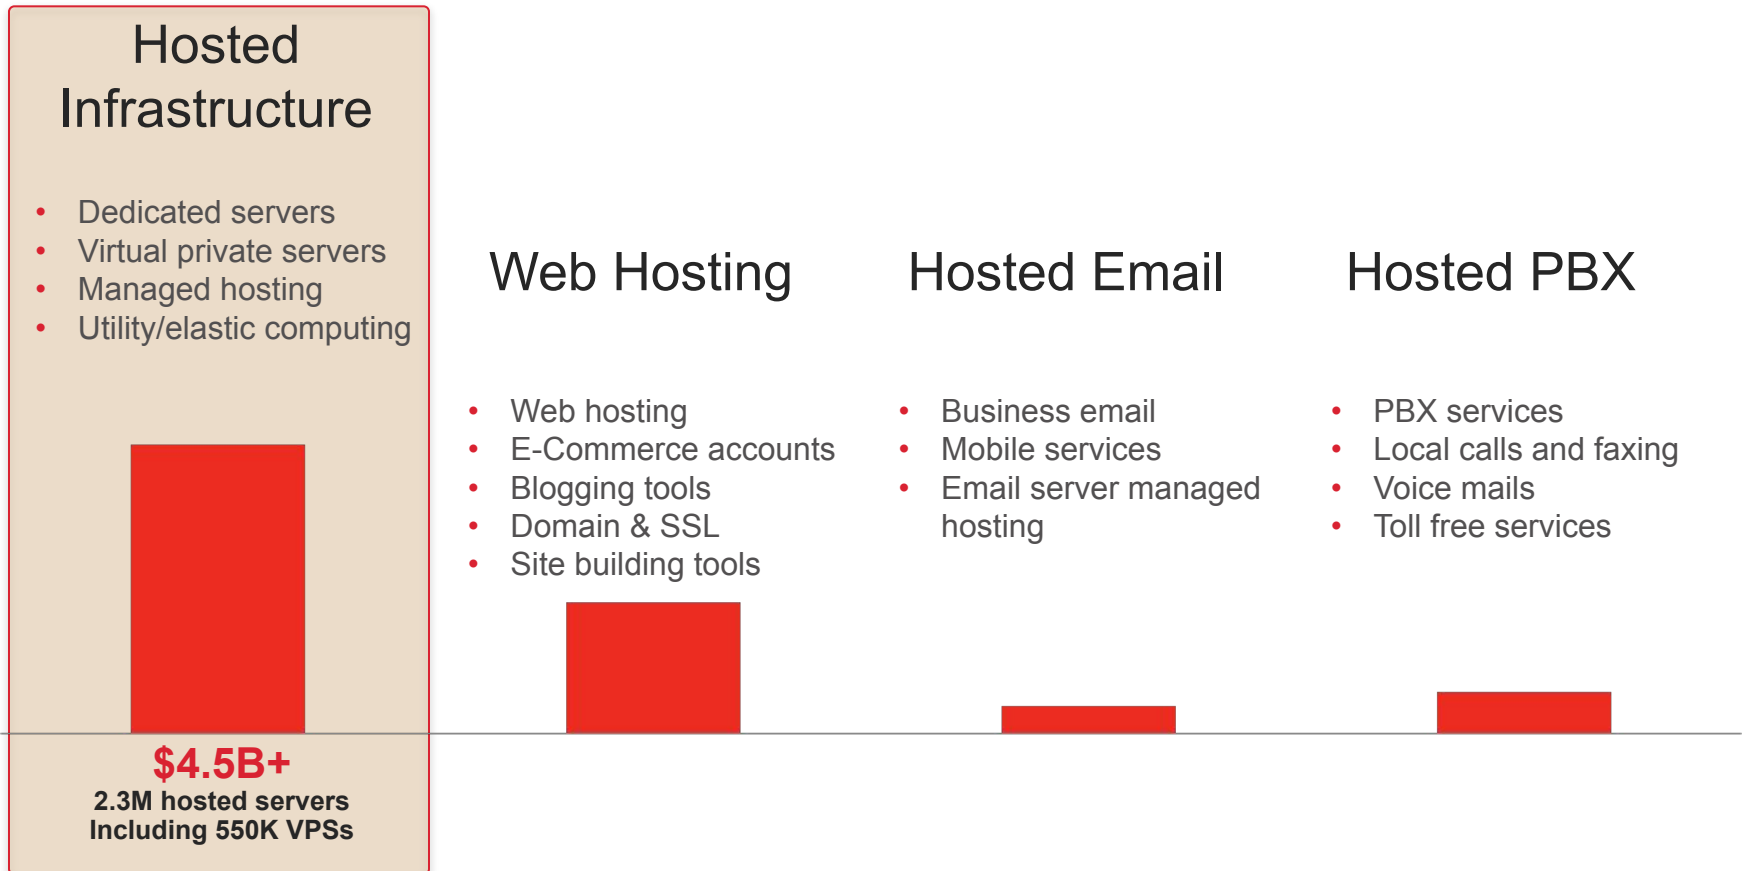 Hosted
Infrastructure
• Dedicated servers
• Virtual private servers
• Managed hosting
• Utility/elastic computing
$4.5B+
2.3M hosted servers
Including 550K VPSs
Web Hosting
• Web hosting
• E-Commerce accounts
• Blogging tools
• Domain & SSL
• Site building tools
Hosted Email
• Business email
• Mobile services
• Email server managed
hosting
Hosted PBX
• PBX services
• Local calls and faxing
• Voice mails
• Toll free services